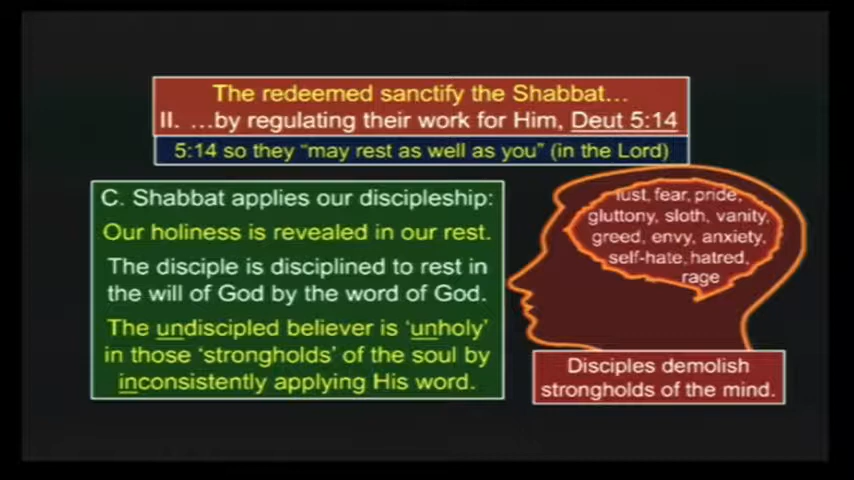 The redeemed sanctify the Shabbat...
II. ...by regulating their work for Him, Deut 5:14
5:14 so they "may rest as well as you" (in the Lord)
C. Shabbat applies our discipleship:
Our holiness is revealed in our rest.
The disciple is disciplined to rest in
the will of God by the word of God.
The undiscipled believer is 'unholy'
in those 'strongholds' of the soul by
inconsistently applying His word.
lust, fear, pride,
gluttony, sloth, vanity,
greed, envy, anxiety,
self-hate, hatred,
rage
Disciples demolish
strongholds of the mind.